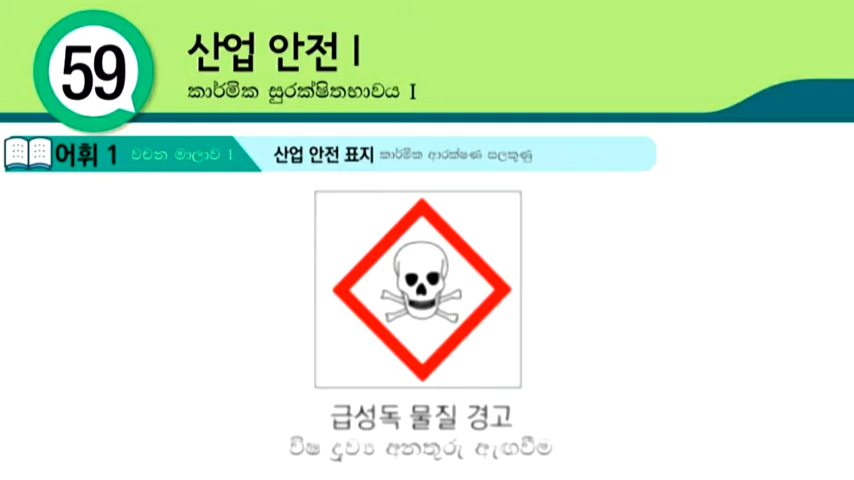 59
산업 안전 I
කාර්මික සුරක්ෂිතභාවය I
어휘 1 වචන මාලාව 1 산업 안전 표지 කාර්මික ආරක්ෂණ සලකුණු
급성독 물질 경고
විෂ ද්‍රව්‍ය අනතුරු ඇඟවීම